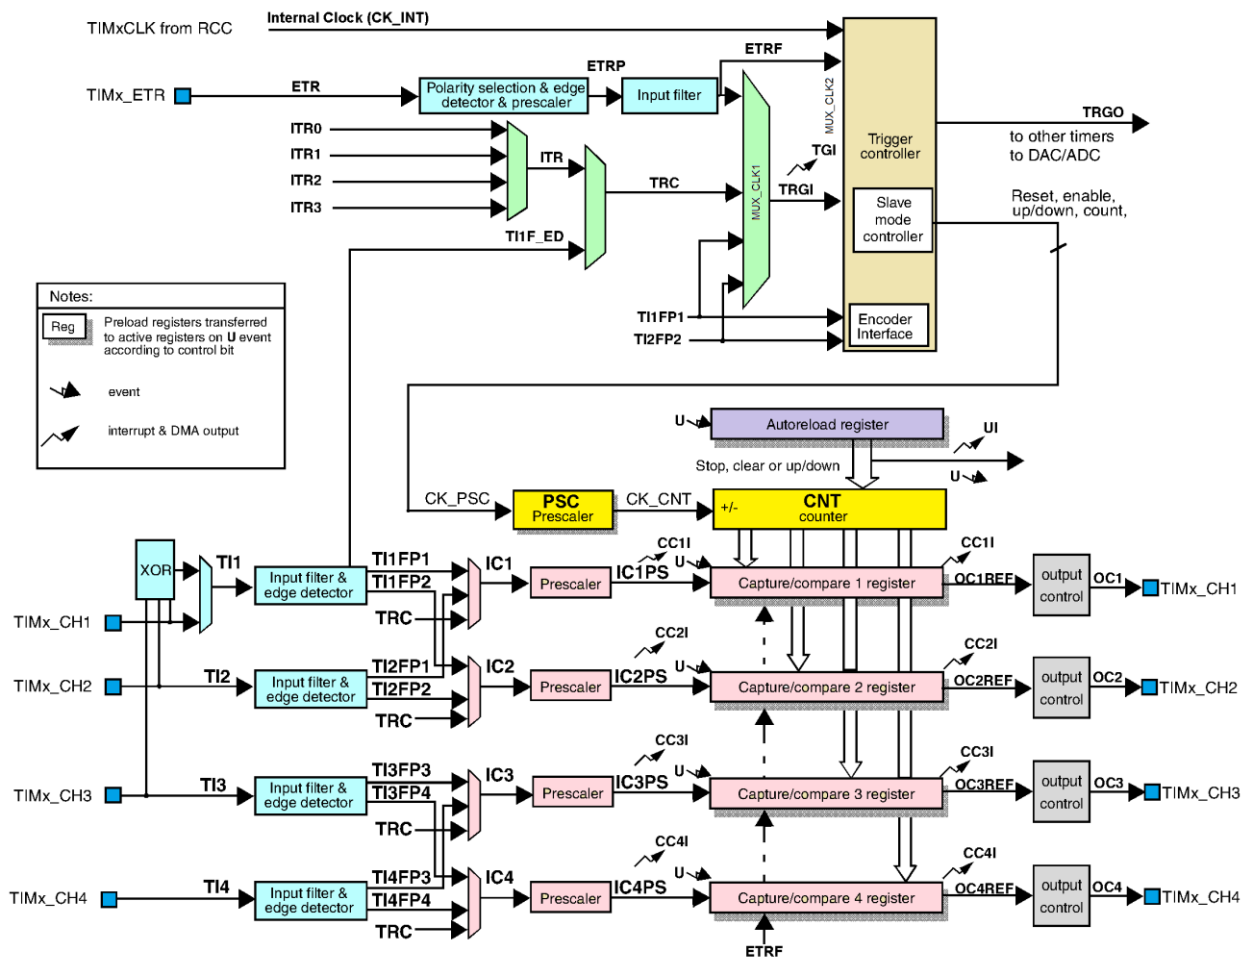 TIMxCLK from RCC
Internal Clock (CK_INT)
ETRF
TIMx_ETR
ETR
Polarity selection & edge
detector & prescaler
ETRP
Input filter
MUX_CLK2
Trigger
controller
TRGO
to other timers
to DAC/ADC
ITR0
ITR1
ITR2
ITR3
ITR
TRC
MUX_CLK1
TGI
TRGI
TI1F_ED
Slave
mode
controller
Reset, enable,
up/down, count,
TI1FP1
TI2FP2
Encoder
Interface
Notes:
Reg
Preload registers transferred
to active registers on U event
according to control bit
event
interrupt & DMA output
U
Autoreload register
UI
Stop, clear or up/down
U
CK_PSC
PSC
Prescaler
CK_CNT
+/-
CNT
counter
XOR
TI1
Input filter &
edge detector
TI1FP1
TI1FP2
TRC
IC1
Prescaler
IC1PS
CC1I
U
Capture/compare 1 register
CC1I
OC1REF
output
control
OC1
TIMx_CH1
TIMx_CH1
TIMx_CH2
TI2
Input filter &
edge detector
TI2FP1
TI2FP2
TRC
IC2
Prescaler
IC2PS
CC2I
U
Capture/compare 2 register
CC2I
OC2REF
output
control
OC2
TIMx_CH2
TIMx_CH3
TI3
Input filter &
edge detector
TI3FP3
TI3FP4
TRC
IC3
Prescaler
IC3PS
CC3I
U
Capture/compare 3 register
CC3I
OC3REF
output
control
OC3
TIMx_CH3
TIMx_CH4
TI4
Input filter &
edge detector
TI4FP3
TI4FP4
TRC
IC4
Prescaler
IC4PS
CC4I
U
Capture/compare 4 register
CC4I
OC4REF
output
control
OC4
TIMx_CH4
ETRF